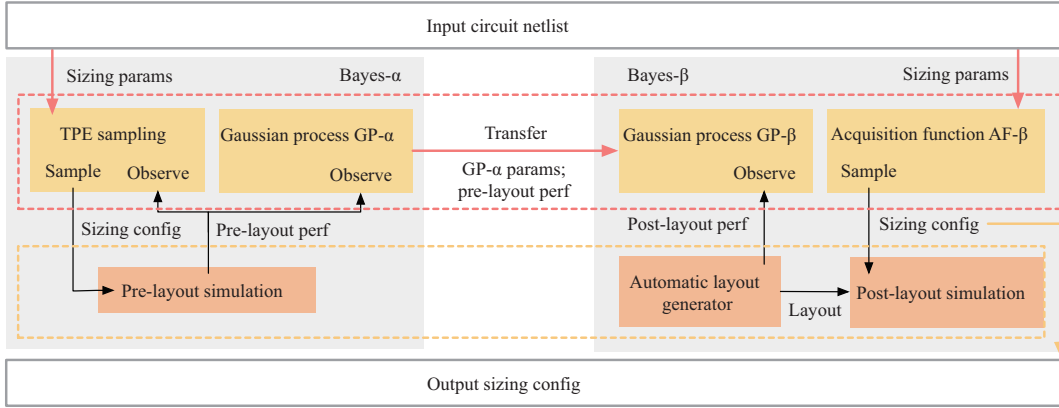 Input circuit netlist
Sizing params
Bayes-α
Bayes-β
Sizing params
TPE sampling
Sample
Observe
Gaussian process GP-α
Observe
Transfer
GP-α params;
pre-layout perf
Gaussian process GP-β
Observe
Acquisition function AF-β
Sample
Sizing config
Pre-layout perf
Post-layout perf
Sizing config
Pre-layout simulation
Automatic layout
generator
Layout
Post-layout simulation
Output sizing config